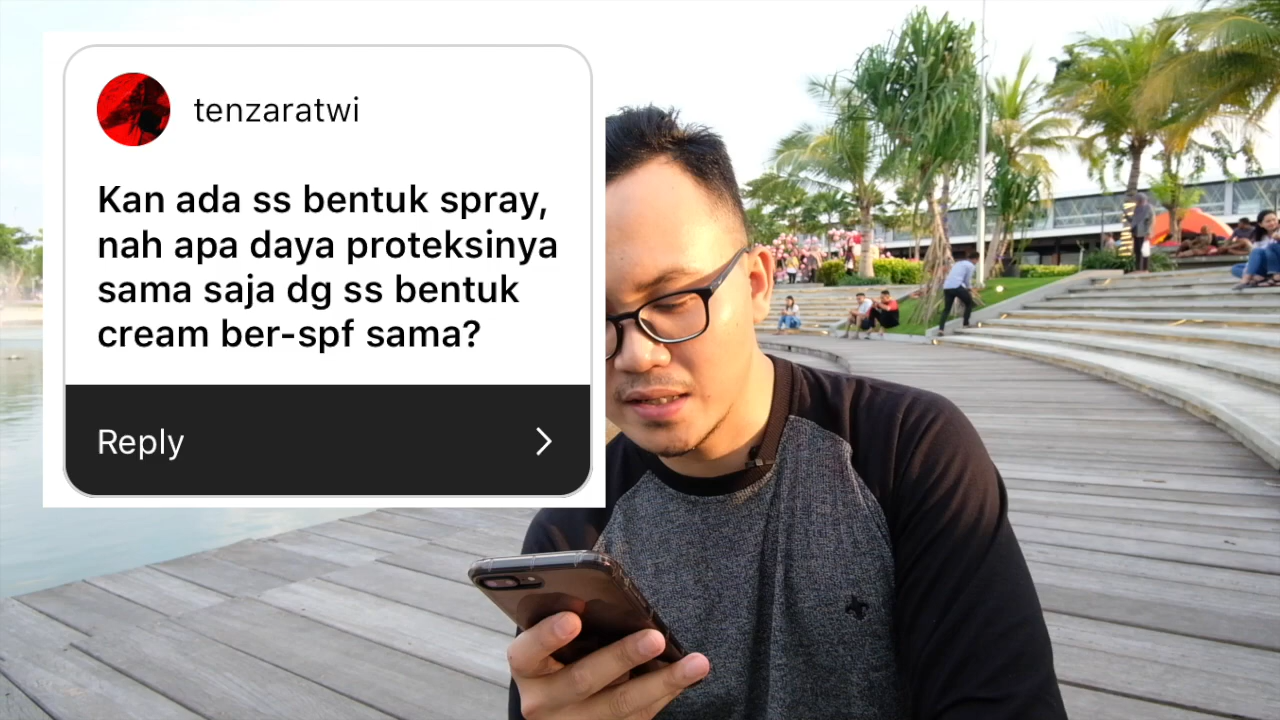 tenzaratwi
Kan ada ss bentuk spray,
nah apa daya proteksinya
sama saja dg ss bentuk
cream ber-spf sama?
Reply